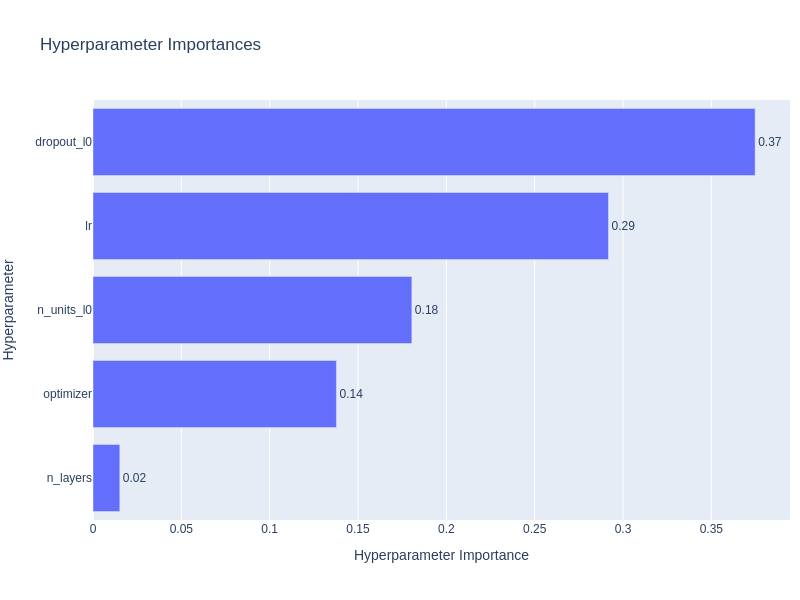 Hyperparameter Importances
Hyperparameter
dropout_l0 0.37
lr 0.29
n_units_l0 0.18
optimizer 0.14
n_layers 0.02
0 0.05 0.1 0.15 0.2 0.25 0.3 0.35
Hyperparameter Importance